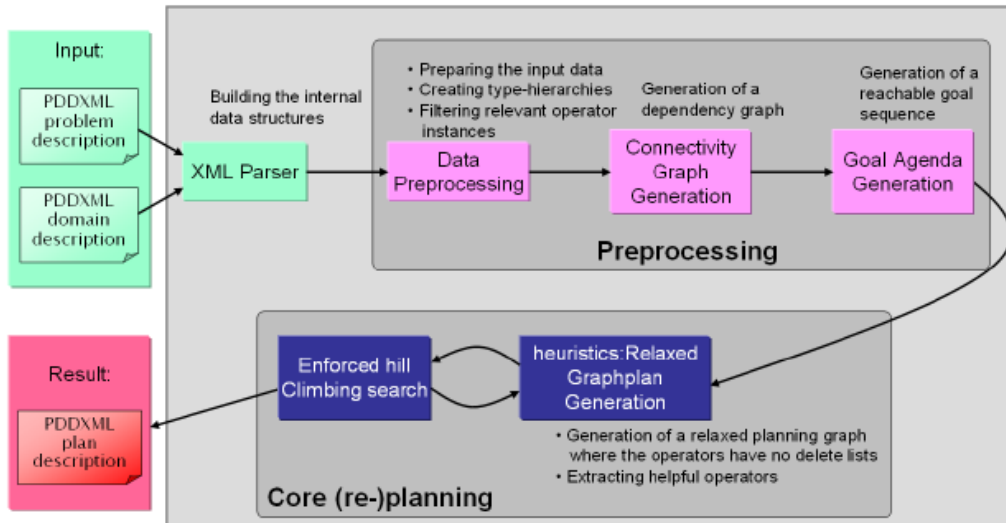 Input:
PDDXML
problem
description
PDDXML
domain
description
Building the internal
data structures
XML Parser
• Preparing the input data
• Creating type-hierarchies
• Filtering relevant operator
instances
Data
Preprocessing
Generation of a
dependency graph
Connectivity
Graph
Generation
Generation of a
reachable goal
sequence
Goal Agenda
Generation
Preprocessing
Result:
PDDXML
plan
description
Enforced hill
Climbing search
heuristics:Relaxed
Graphplan
Generation
• Generation of a relaxed planning graph
where the operators have no delete lists
• Extracting helpful operators
Core (re-)planning